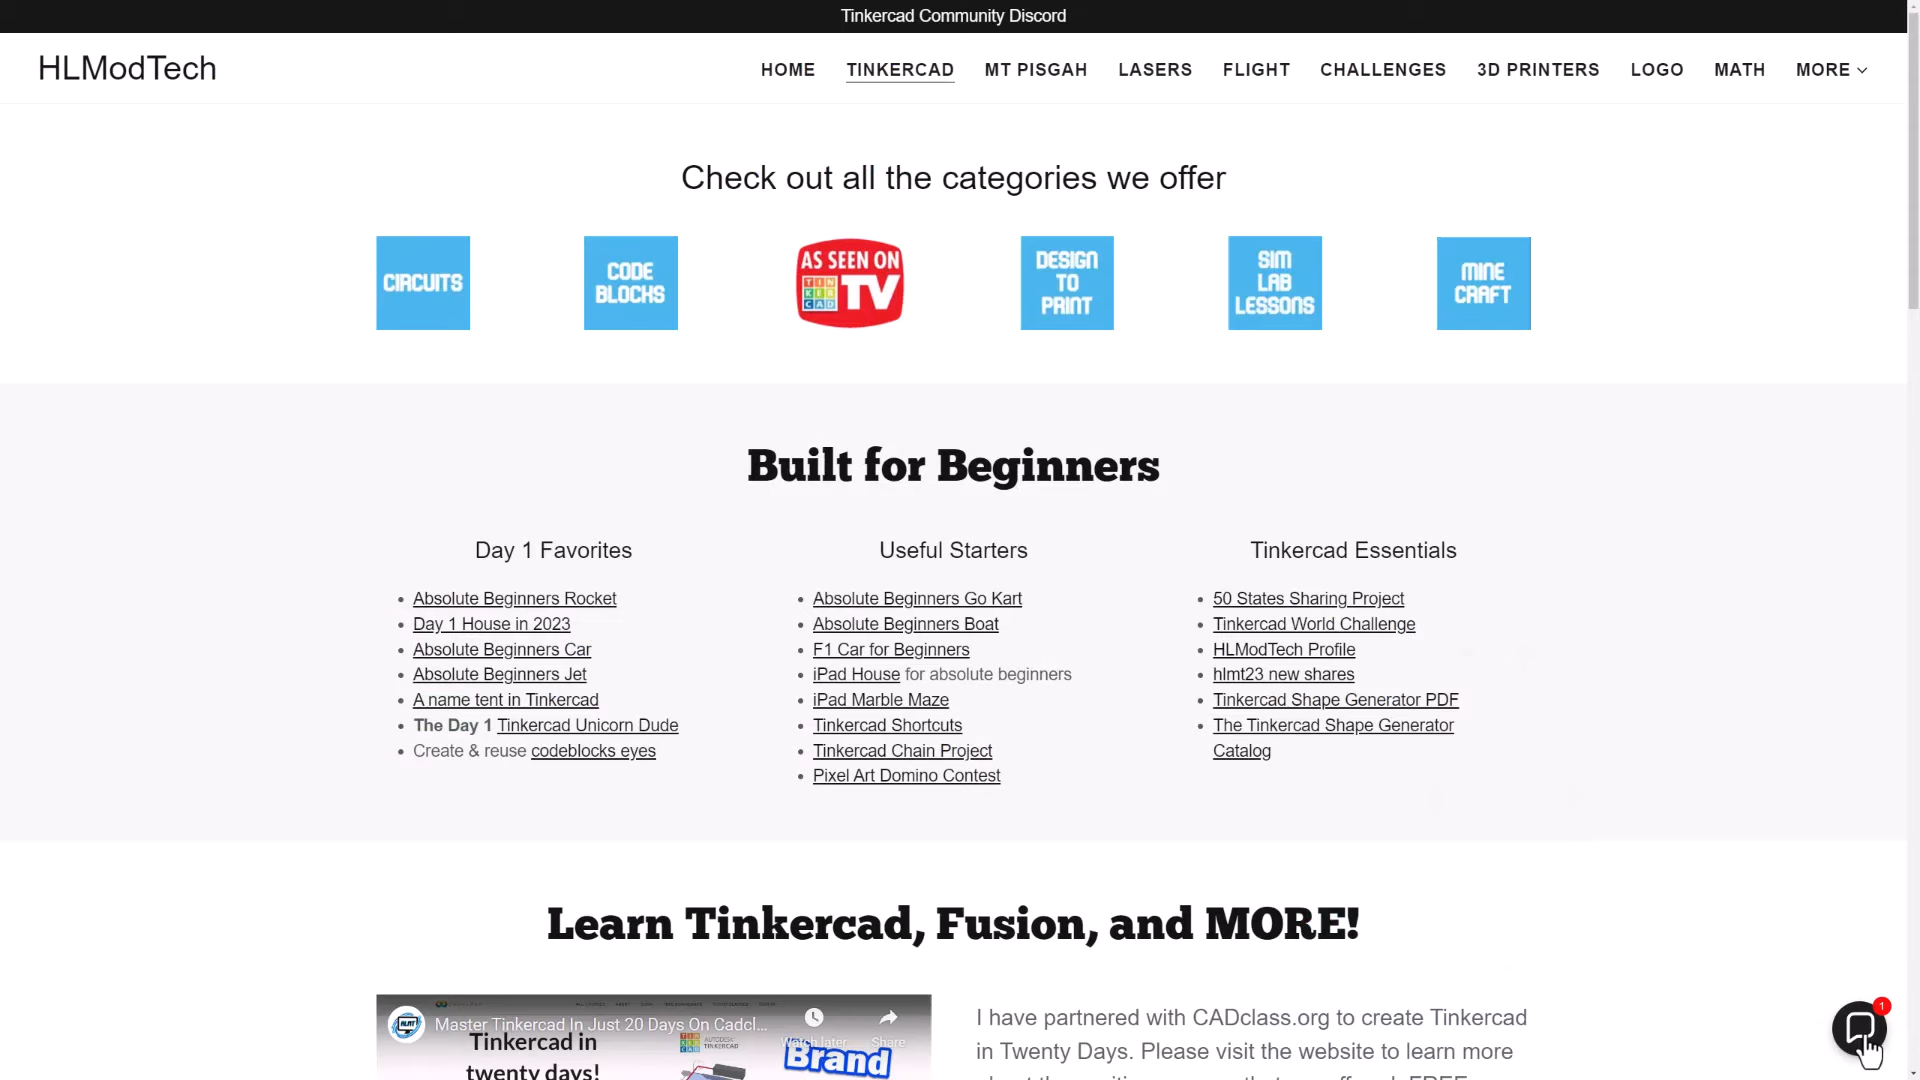 Tinkercad Community Discord
HLModTech
HOME TINKERCAD MT PISGAH LASERS FLIGHT CHALLENGES 3D PRINTERS LOGO MATH MORE
Check out all the categories we offer
CIRCUITS
CODE
BLOCKS
AS SEEN ON
TIN
KER
CAD
TV
DESIGN
TO
PRINT
SIM
LAB
LESSONS
MINE
CRAFT
Built for Beginners
Day 1 Favorites
Absolute Beginners Rocket
Day 1 House in 2023
Absolute Beginners Car
Absolute Beginners Jet
A name tent in Tinkercad
The Day 1 Tinkercad Unicorn Dude
Create & reuse codeblocks eyes
Useful Starters
Absolute Beginners Go Kart
Absolute Beginners Boat
F1 Car for Beginners
iPad House for absolute beginners
iPad Marble Maze
Tinkercad Shortcuts
Tinkercad Chain Project
Pixel Art Domino Contest
Tinkercad Essentials
50 States Sharing Project
Tinkercad World Challenge
HLModTech Profile
hlmt23 new shares
Tinkercad Shape Generator PDF
The Tinkercad Shape Generator
Catalog
Learn Tinkercad, Fusion, and MORE!
HLMT
Master Tinkercad In Just 20 Days On Cadcl...
Watch later
Share
Tinkercad in
twenty days!
AUTODESK
TINKERCAD
Brand
I have partnered with CADclass.org to create Tinkercad
in Twenty Days. Please visit the website to learn more
1